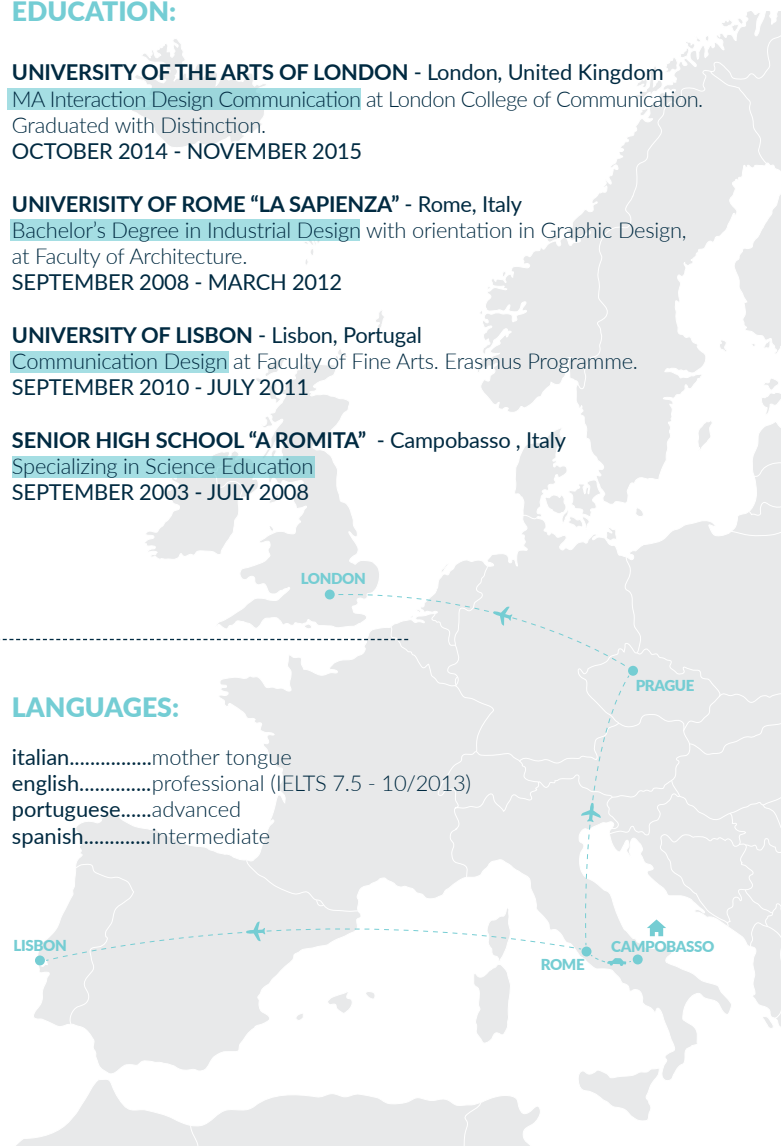 EDUCATION:
UNIVERSITY OF THE ARTS OF LONDON - London, United Kingdom
MA Interaction Design Communication at London College of Communication.
Graduated with Distinction.
OCTOBER 2014 - NOVEMBER 2015
UNIVERISITY OF ROME “LA SAPIENZA” - Rome, Italy
Bachelor’s Degree in Industrial Design with orientation in Graphic Design,
at Faculty of Architecture.
SEPTEMBER 2008 - MARCH 2012
UNIVERSITY OF LISBON - Lisbon, Portugal
Communication Design at Faculty of Fine Arts. Erasmus Programme.
SEPTEMBER 2010 - JULY 2011
SENIOR HIGH SCHOOL “A ROMITA”  - Campobasso , Italy
Specializing in Science Education
SEPTEMBER 2003 - JULY 2008
LONDON
PRAGUE
LANGUAGES:
italian................mother tongue
english..............professional (IELTS 7.5 - 10/2013)
portuguese......advanced
spanish.............intermediate
LISBON
CAMPOBASSO
ROME